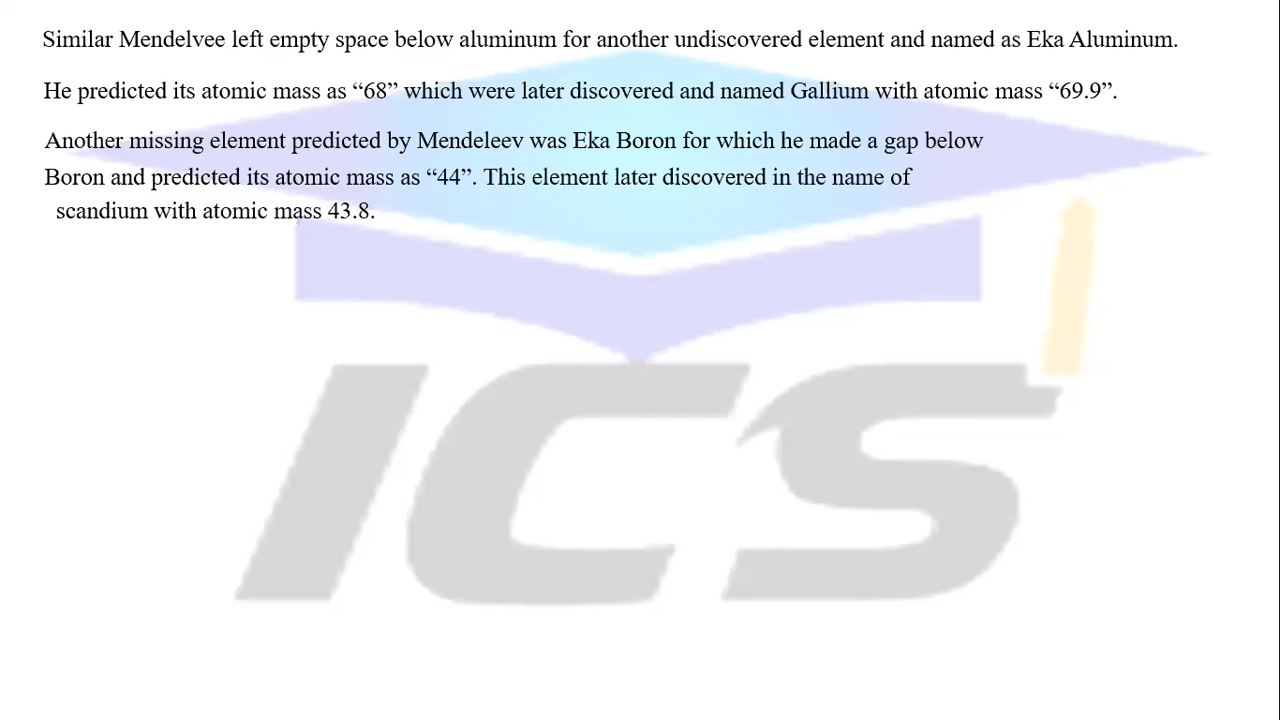 Similar Mendelvee left empty space below aluminum for another undiscovered element and named as Eka Aluminum.
He predicted its atomic mass as “68” which were later discovered and named Gallium with atomic mass “69.9”.
Another missing element predicted by Mendeleev was Eka Boron for which he made a gap below
Boron and predicted its atomic mass as “44”. This element later discovered in the name of
scandium with atomic mass 43.8.
ICS